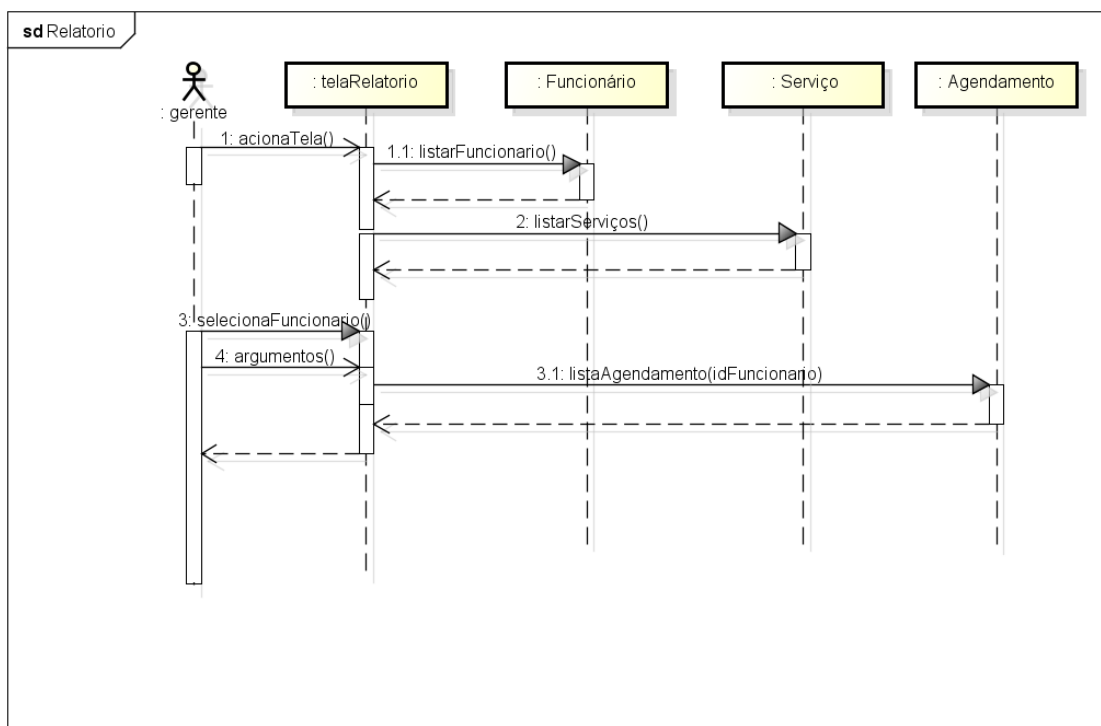 sd Relatorio
: gerente
: telaRelatorio
: Funcionário
: Serviço
: Agendamento
1: acionaTela()
1.1: listarFuncionario()
2: listarServiços()
3: selecionaFuncionario()
4: argumentos()
3.1: listaAgendamento(idFuncionario)